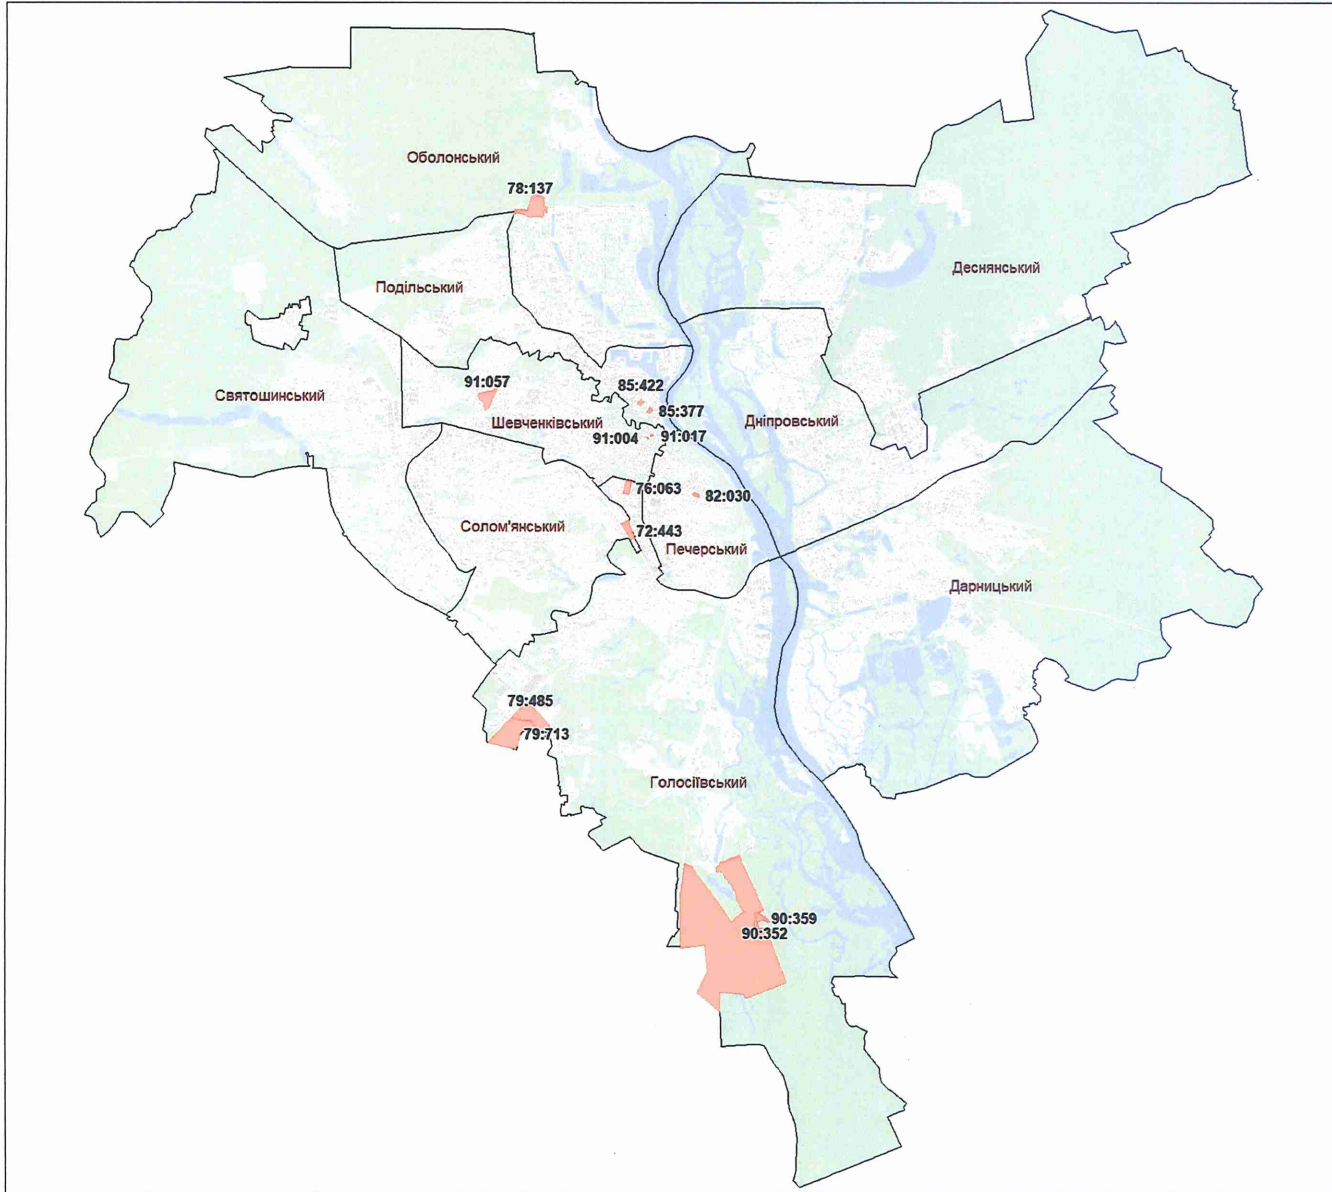 Оболонський
78:137
Деснянський
Подільський
91:057
85:422
Святошинський
85:377
Шевченківський
Дніпровський
91:004
91:017
76:063
82:030
Солом'янський
72:443
Печерський
Дарницький
79:485
79:713
Голосіївський
90:359
90:352